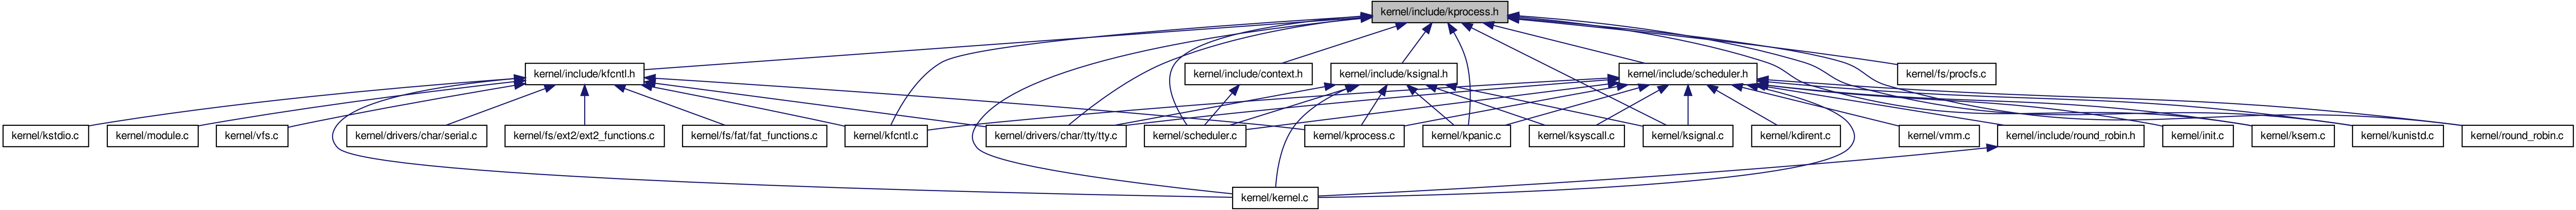 kernel/include/kprocess.h
kernel/include/kfcntl.h
kernel/include/context.h
kernel/include/ksignal.h
kernel/include/scheduler.h
kernel/fs/procfs.c
kernel/kstdio.c
kernel/module.c
kernel/vfs.c
kernel/drivers/char/serial.c
kernel/fs/ext2/ext2_functions.c
kernel/fs/fat/fat_functions.c
kernel/kfcntl.c
kernel/drivers/char/tty/tty.c
kernel/scheduler.c
kernel/kprocess.c
kernel/kpanic.c
kernel/ksyscall.c
kernel/ksignal.c
kernel/kdirent.c
kernel/vmm.c
kernel/include/round_robin.h
kernel/init.c
kernel/ksem.c
kernel/kunistd.c
kernel/round_robin.c
kernel/kernel.c